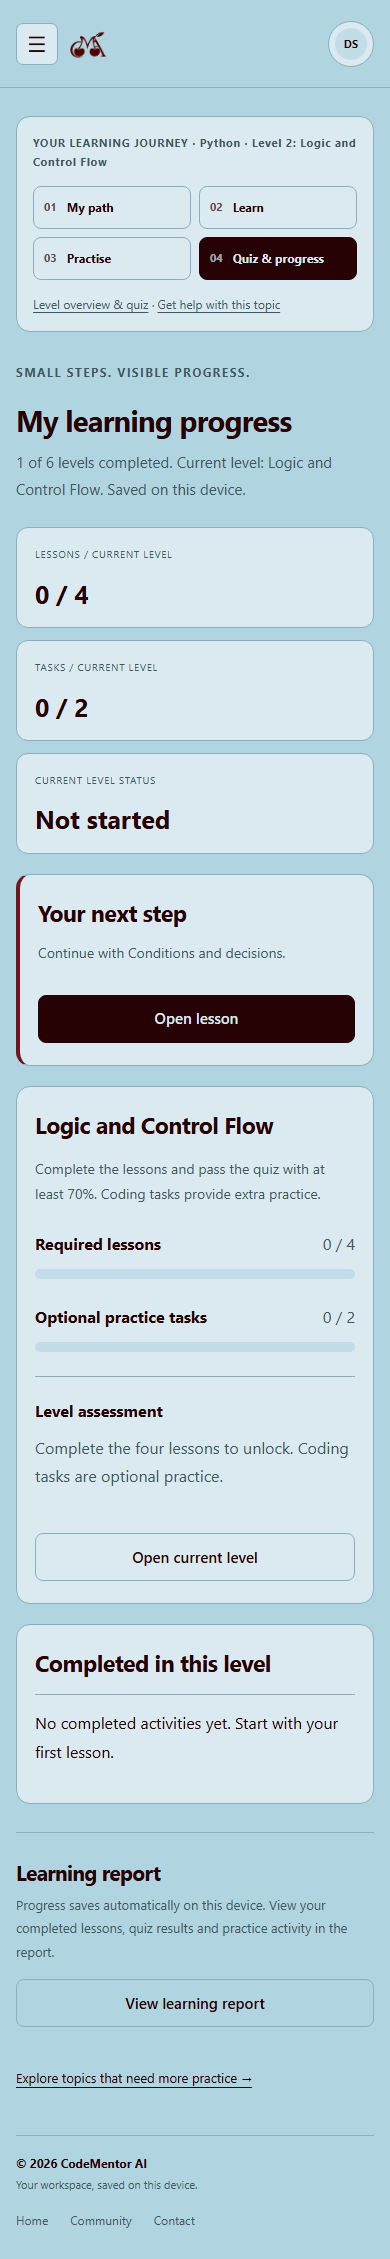 DS
YOUR LEARNING JOURNEY · Python · Level 2: Logic and
Control Flow
01 My path
02 Learn
03 Practise
04 Quiz & progress
Level overview & quiz · Get help with this topic
SMALL STEPS. VISIBLE PROGRESS.
My learning progress
1 of 6 levels completed. Current level: Logic and
Control Flow. Saved on this device.
LESSONS / CURRENT LEVEL
0 / 4
TASKS / CURRENT LEVEL
0 / 2
CURRENT LEVEL STATUS
Not started
Your next step
Continue with Conditions and decisions.
Open lesson
Logic and Control Flow
Complete the lessons and pass the quiz with at
least 70%. Coding tasks provide extra practice.
Required lessons 0 / 4
Optional practice tasks 0 / 2
Level assessment
Complete the four lessons to unlock. Coding
tasks are optional practice.
Open current level
Completed in this level
No completed activities yet. Start with your
first lesson.
Learning report
Progress saves automatically on this device. View your
completed lessons, quiz results and practice activity in the
report.
View learning report
Explore topics that need more practice →
© 2026 CodeMentor AI
Your workspace, saved on this device.
Home Community Contact